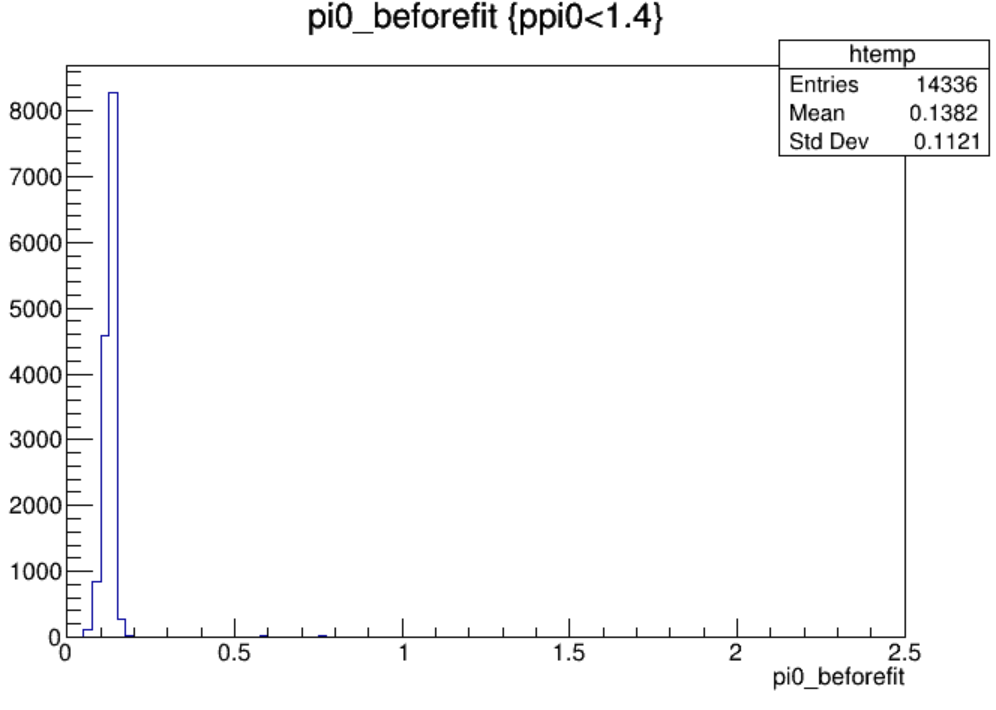 pi0_beforefit {ppi0<1.4}
htemp
Entries 14336
Mean 0.1382
Std Dev 0.1121
8000
7000
6000
5000
4000
3000
2000
1000
0
0 0.5 1 1.5 2 2.5
pi0_beforefit